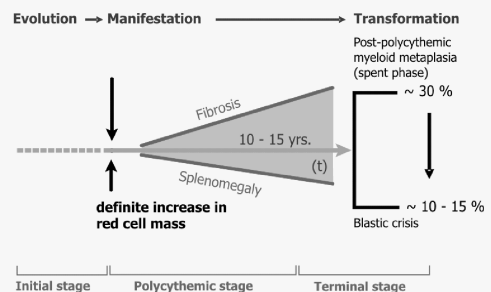 Evolution Manifestation Transformation
Post-polycythemic
myeloid metaplasia
(spent phase)
~ 30 %
Fibrosis
10 - 15 yrs.
(t)
Splenomegaly
definite increase in
red cell mass
~ 10 - 15 %
Blastic crisis
Initial stage Polycythemic stage Terminal stage